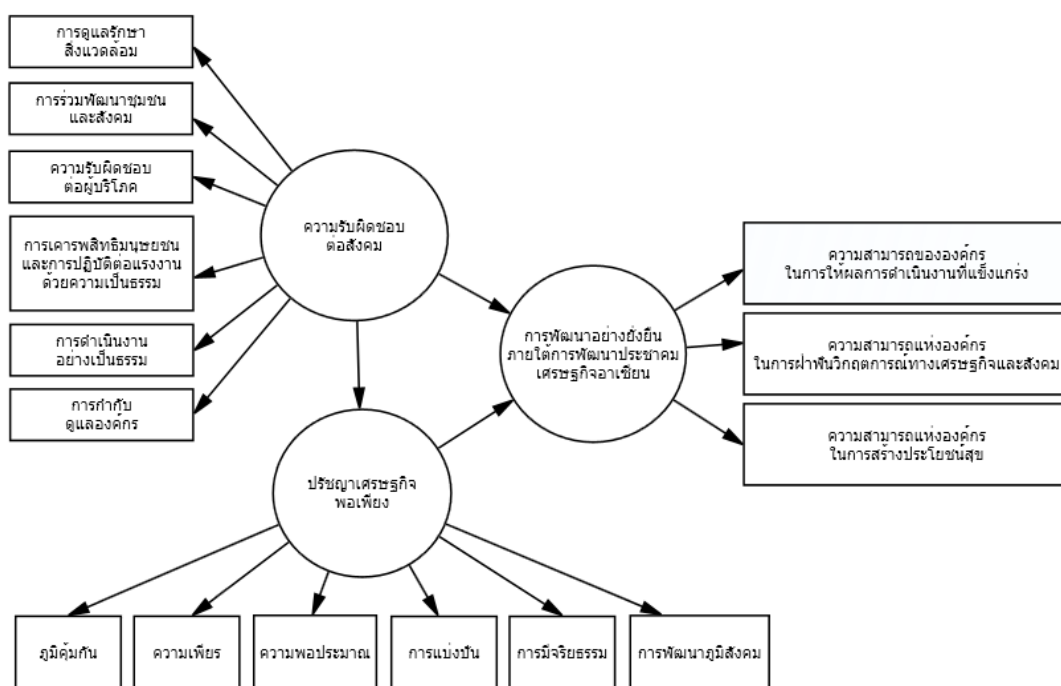 การดูแลรักษา
สิ่งแวดล้อม
การร่วมพัฒนาชุมชน
และสังคม
ความรับผิดชอบ
ต่อผู้บริโภค
การเคารพสิทธิมนุษยชน
และการปฏิบัติต่อแรงงาน
ด้วยความเป็นธรรม
การดำเนินงาน
อย่างเป็นธรรม
การกำกับ
ดูแลองค์กร
ความรับผิดชอบ
ต่อสังคม
การพัฒนาอย่างยั่งยืน
ภายใต้การพัฒนาประชาคม
เศรษฐกิจอาเซียน
ความสามารถขององค์กร
ในการให้ผลการดำเนินงานที่แข็งแกร่ง
ความสามารถแห่งองค์กร
ในการฝ่าฟันวิกฤตการณ์ทางเศรษฐกิจและสังคม
ความสามารถแห่งองค์กร
ในการสร้างประโยชน์สุข
ปรัชญาเศรษฐกิจ
พอเพียง
ภูมิคุ้มกัน
ความเพียร
ความพอประมาณ
การแบ่งปัน
การมีจริยธรรม
การพัฒนาภูมิสังคม